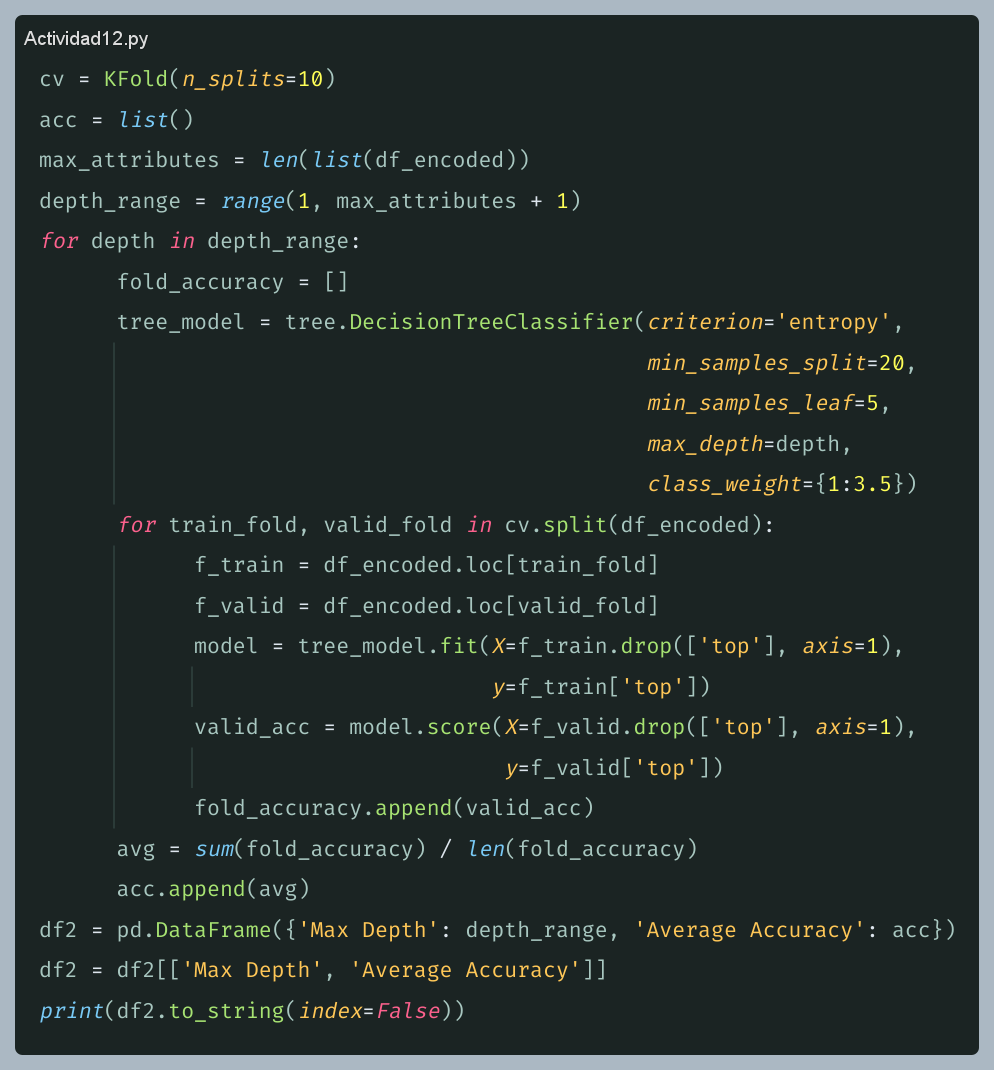 Actividad12.py
cv = KFold(n_splits=10)
acc = list()
max_attributes = len(list(df_encoded))
depth_range = range(1, max_attributes + 1)
for depth in depth_range:
      fold_accuracy = []
      tree_model = tree.DecisionTreeClassifier(criterion='entropy',
                                               min_samples_split=20,
                                               min_samples_leaf=5,
                                               max_depth=depth,
                                               class_weight={1:3.5})
      for train_fold, valid_fold in cv.split(df_encoded):
            f_train = df_encoded.loc[train_fold]
            f_valid = df_encoded.loc[valid_fold]
            model = tree_model.fit(X=f_train.drop(['top'], axis=1),
                                   y=f_train['top'])
            valid_acc = model.score(X=f_valid.drop(['top'], axis=1),
                                    y=f_valid['top'])
            fold_accuracy.append(valid_acc)
      avg = sum(fold_accuracy) / len(fold_accuracy)
      acc.append(avg)
df2 = pd.DataFrame({'Max Depth': depth_range, 'Average Accuracy': acc})
df2 = df2[['Max Depth', 'Average Accuracy']]
print(df2.to_string(index=False))